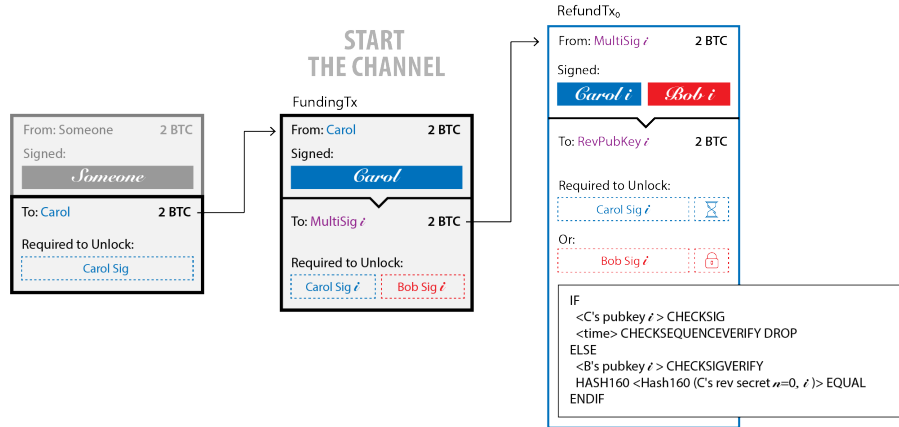 START
THE CHANNEL
From: Someone 2 BTC
Signed:
Someone
To: Carol 2 BTC
Required to Unlock:
Carol Sig
FundingTx
From: Carol 2 BTC
Signed:
Carol
To: MultiSig i 2 BTC
Required to Unlock:
Carol Sig i Bob Sig i
RefundTx₀
From: MultiSig i 2 BTC
Signed:
Carol i Bob i
To: RevPubKey i 2 BTC
Required to Unlock:
Carol Sig i
Or:
Bob Sig i
IF
<C's pubkey i > CHECKSIG
<time> CHECKSEQUENCEVERIFY DROP
ELSE
<B's pubkey i > CHECKSIGVERIFY
HASH160 <Hash160 (C's rev secret n=0, i )> EQUAL
ENDIF